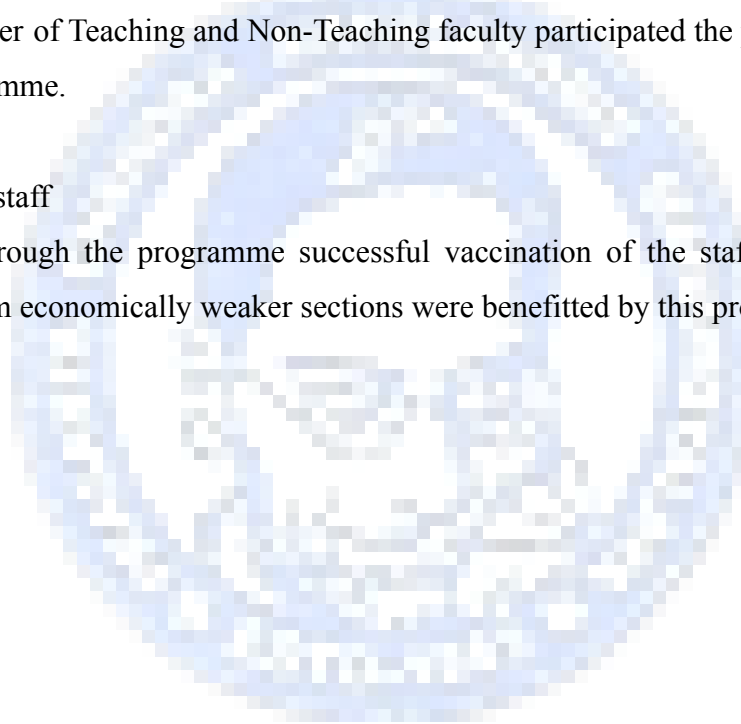 er of Teaching and Non-Teaching faculty participated the
mme.
staff
rough the programme successful vaccination of the staf
n economically weaker sections were benefitted by this pr